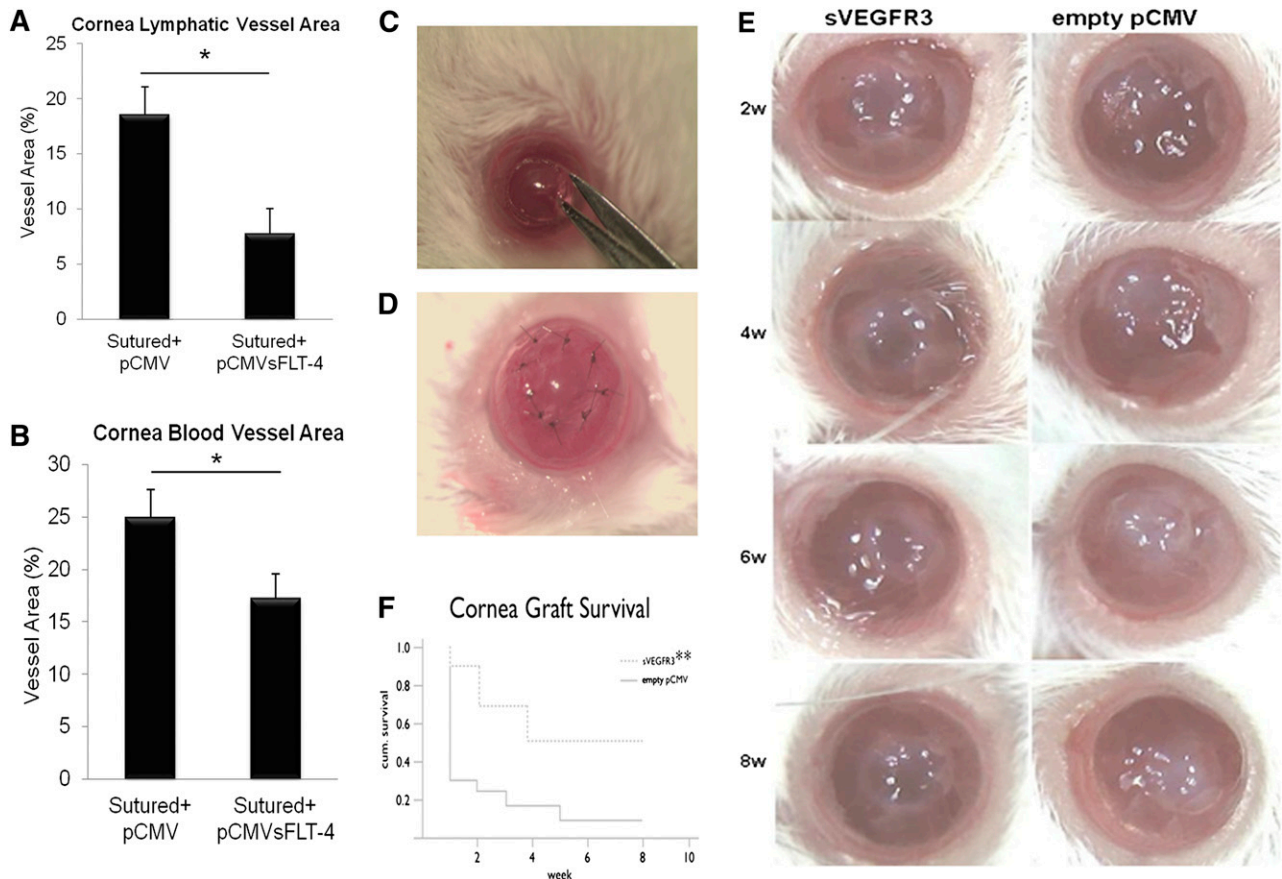 A
Cornea Lymphatic Vessel Area
Vessel Area (%)
25
20
15
10
5
0
*
Sutured+
pCMV
Sutured+
pCMVsFLT-4
B
Cornea Blood Vessel Area
Vessel Area (%)
30
25
20
15
10
5
0
*
Sutured+
pCMV
Sutured+
pCMVsFLT-4
C
D
E
sVEGFR3
empty pCMV
2w
4w
6w
8w
F
Cornea Graft Survival
cum. survival
1.0
0.8
0.6
0.4
0.2
sVEGFR3**
empty pCMV
2
4
6
8
10
week